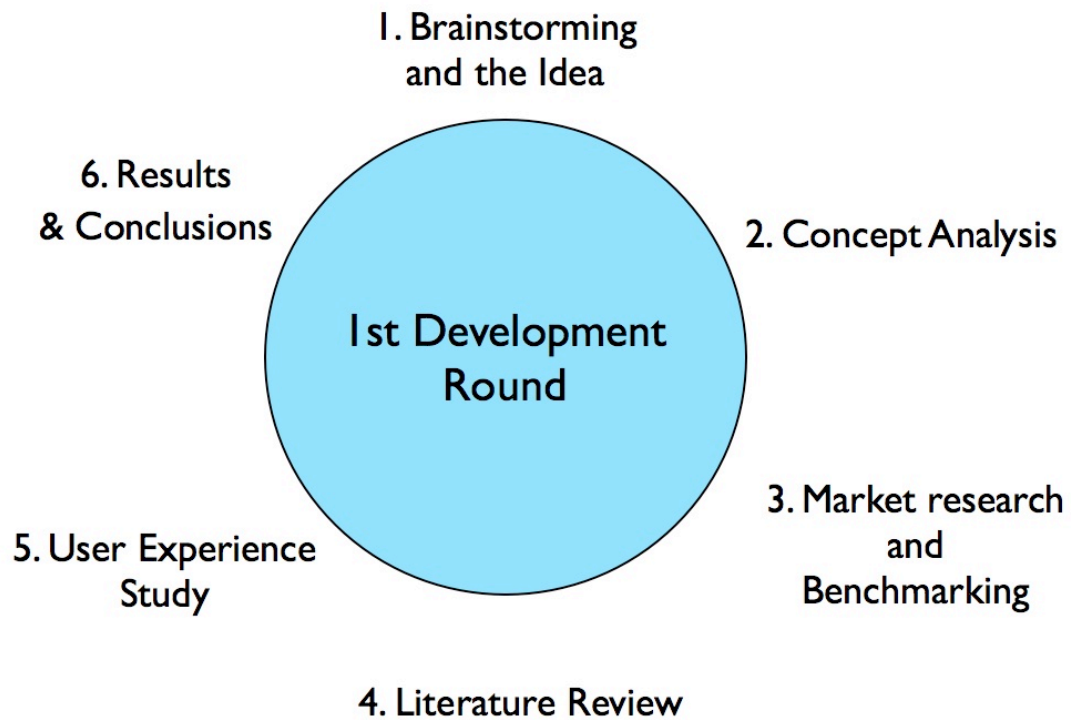 1. Brainstorming
and the Idea
6. Results
& Conclusions
2. Concept Analysis
1st Development
Round
3. Market research
and
Benchmarking
5. User Experience
Study
4. Literature Review